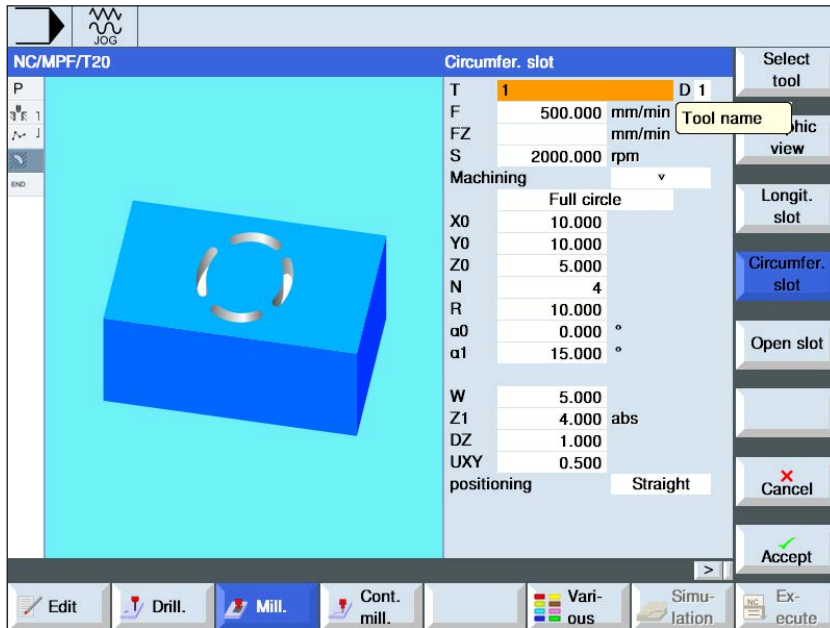 JOG
NC/MPF/T20
Circumfer. slot
P
END
T 1 D 1
F 500.000 mm/min
Tool name
FZ mm/min
S 2000.000 rpm
Machining v
Full circle
X0 10.000
Y0 10.000
Z0 5.000
N 4
R 10.000
α0 0.000 °
α1 15.000 °
W 5.000
Z1 4.000 abs
DZ 1.000
UXY 0.500
positioning Straight
>
Select
tool
view
Longit.
slot
Circumfer.
slot
Open slot
Cancel
Accept
Edit
Drill.
Mill.
Cont.
mill.
Vari-
ous
Simu-
lation
NC
Ex-
ecute